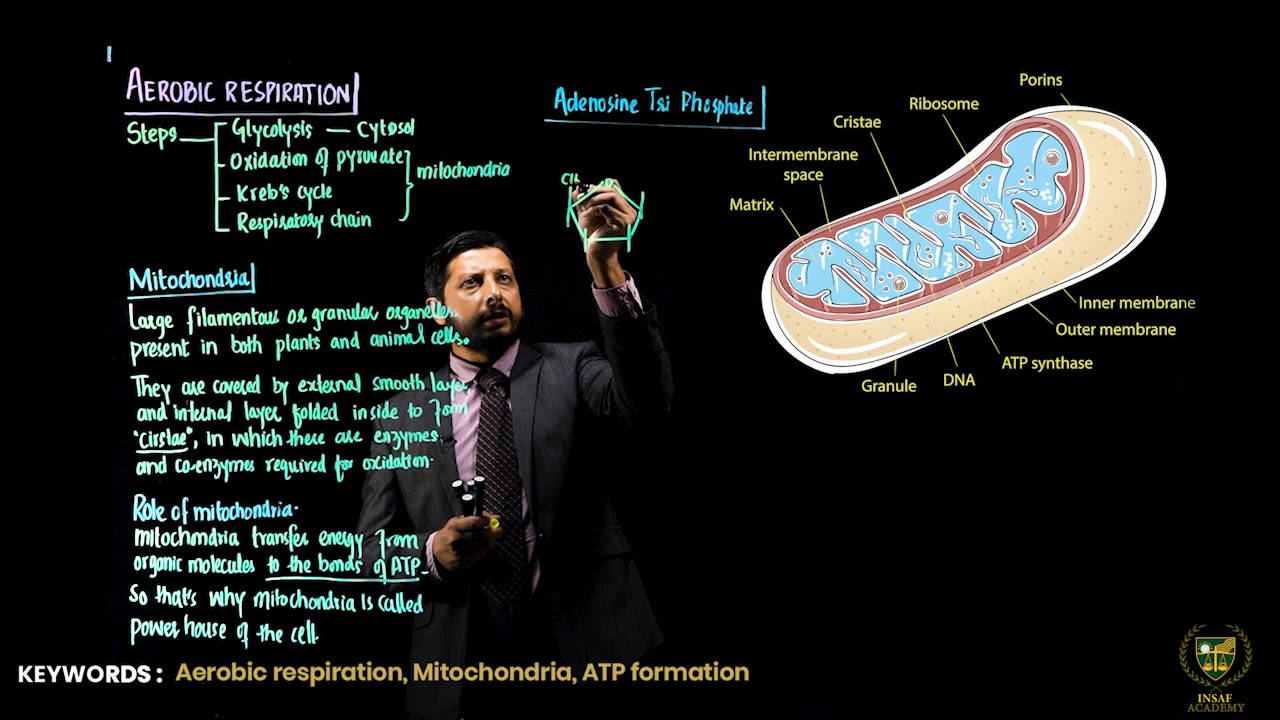 AEROBIC RESPIRATION
Steps
Glycolysis — Cytosol
Oxidation of pyruvate
Kreb's cycle
Respiratory chain
mitochondria
Mitochondria
Large filamentous or granular organelles
present in both plants and animal cells.
They are covered by external smooth layer
and internal layer folded inside to form
"Cirstae", in which there are enzymes
and co-enzymes required for oxidation.
Role of mitochondria.
mitochondria transfer energy from
organic molecules to the bonds of ATP.
So that's why mitochondria is called
power house of the cell.
Adenosine Tri Phosphate
Porins
Ribosome
Cristae
Intermembrane
space
Matrix
Inner membrane
Outer membrane
ATP synthase
DNA
Granule
KEYWORDS : Aerobic respiration, Mitochondria, ATP formation
INSAF
ACADEMY